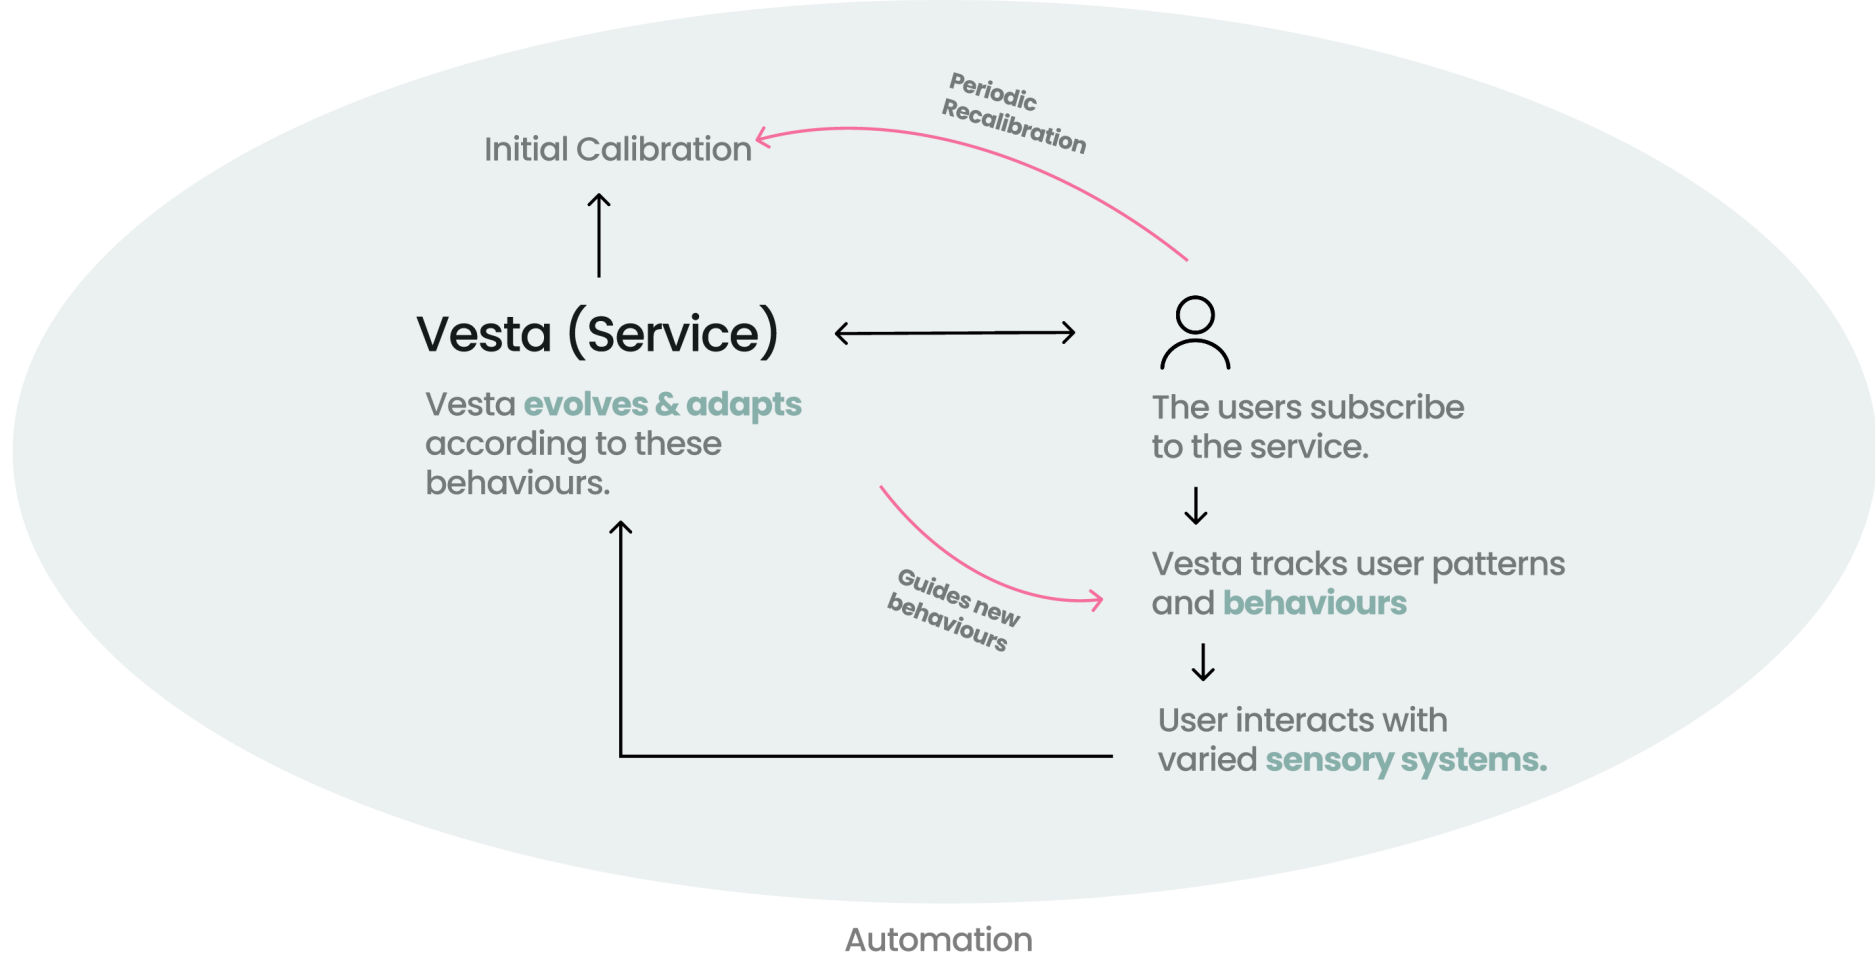 Periodic
Recalibration
Initial Calibration
Vesta (Service)
Vesta evolves & adapts
according to these
behaviours.
The users subscribe
to the service.
Vesta tracks user patterns
and behaviours
Guides new
behaviours
User interacts with
varied sensory systems.
Automation